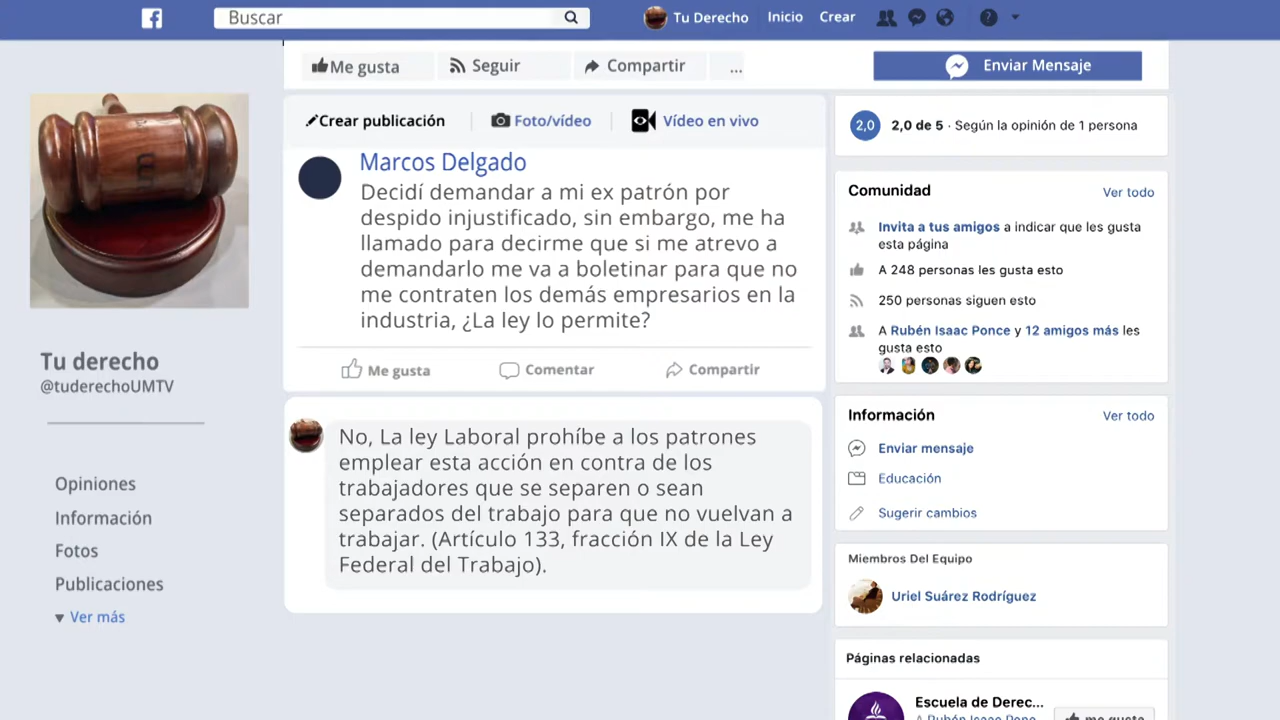 Buscar
Tu Derecho
Inicio
Crear
Me gusta
Seguir
Compartir
...
Enviar Mensaje
Crear publicación
Foto/vídeo
Vídeo en vivo
Marcos Delgado
Decidí demandar a mi ex patrón por
despido injustificado, sin embargo, me ha
llamado para decirme que si me atrevo a
demandarlo me va a boletinar para que no
me contraten los demás empresarios en la
industria, ¿La ley lo permite?
Me gusta
Comentar
Compartir
No, La ley Laboral prohíbe a los patrones
emplear esta acción en contra de los
trabajadores que se separen o sean
separados del trabajo para que no vuelvan a
trabajar. (Artículo 133, fracción IX de la Ley
Federal del Trabajo).
Tu derecho
@tuderechoUMTV
Opiniones
Información
Fotos
Publicaciones
Ver más
2,0
2,0 de 5 · Según la opinión de 1 persona
Comunidad
Ver todo
Invita a tus amigos a indicar que les gusta
esta página
A 248 personas les gusta esto
250 personas siguen esto
A Rubén Isaac Ponce y 12 amigos más les
gusta esto
Información
Ver todo
Enviar mensaje
Educación
Sugerir cambios
Miembros Del Equipo
Uriel Suárez Rodríguez
Páginas relacionadas
Escuela de Derec...
A Rubén Isaac Ponc
me gusta